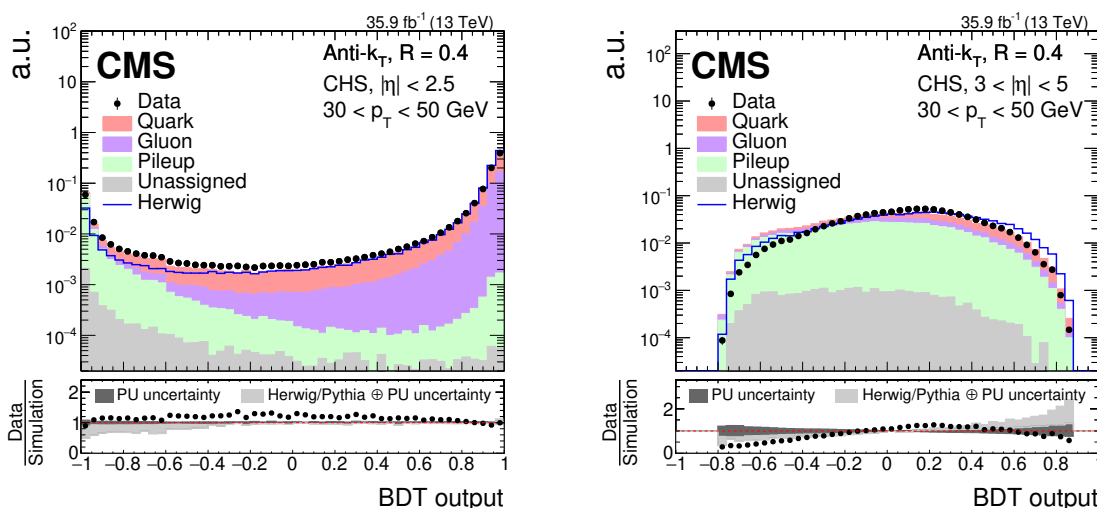 35.9 fb⁻¹ (13 TeV)
a.u.
10²
10
1
10⁻¹
10⁻²
10⁻³
10⁻⁴
CMS
Anti-k_T, R = 0.4
CHS, |η| < 2.5
30 < p_T < 50 GeV
Data
Quark
Gluon
Pileup
Unassigned
Herwig
Data
Simulation
2
1
0
PU uncertainty
Herwig/Pythia ⊕ PU uncertainty
−1 −0.8 −0.6 −0.4 −0.2 0 0.2 0.4 0.6 0.8 1
BDT output
35.9 fb⁻¹ (13 TeV)
a.u.
10²
10
1
10⁻¹
10⁻²
10⁻³
10⁻⁴
CMS
Anti-k_T, R = 0.4
CHS, 3 < |η| < 5
30 < p_T < 50 GeV
Data
Quark
Gluon
Pileup
Unassigned
Herwig
Data
Simulation
2
0
PU uncertainty
Herwig/Pythia ⊕ PU uncertainty
−1 −0.8 −0.6 −0.4 −0.2 0 0.2 0.4 0.6 0.8 1
BDT output